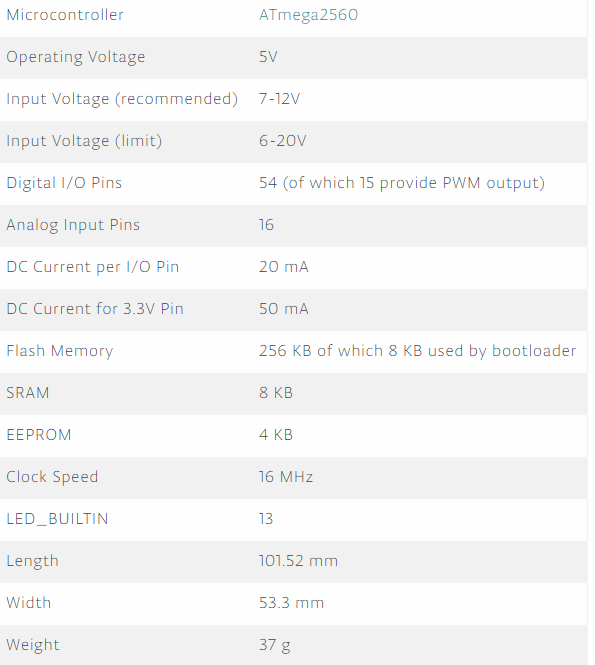 Microcontroller ATmega2560
Operating Voltage 5V
Input Voltage (recommended) 7-12V
Input Voltage (limit) 6-20V
Digital I/O Pins 54 (of which 15 provide PWM output)
Analog Input Pins 16
DC Current per I/O Pin 20 mA
DC Current for 3.3V Pin 50 mA
Flash Memory 256 KB of which 8 KB used by bootloader
SRAM 8 KB
EEPROM 4 KB
Clock Speed 16 MHz
LED_BUILTIN 13
Length 101.52 mm
Width 53.3 mm
Weight 37 g